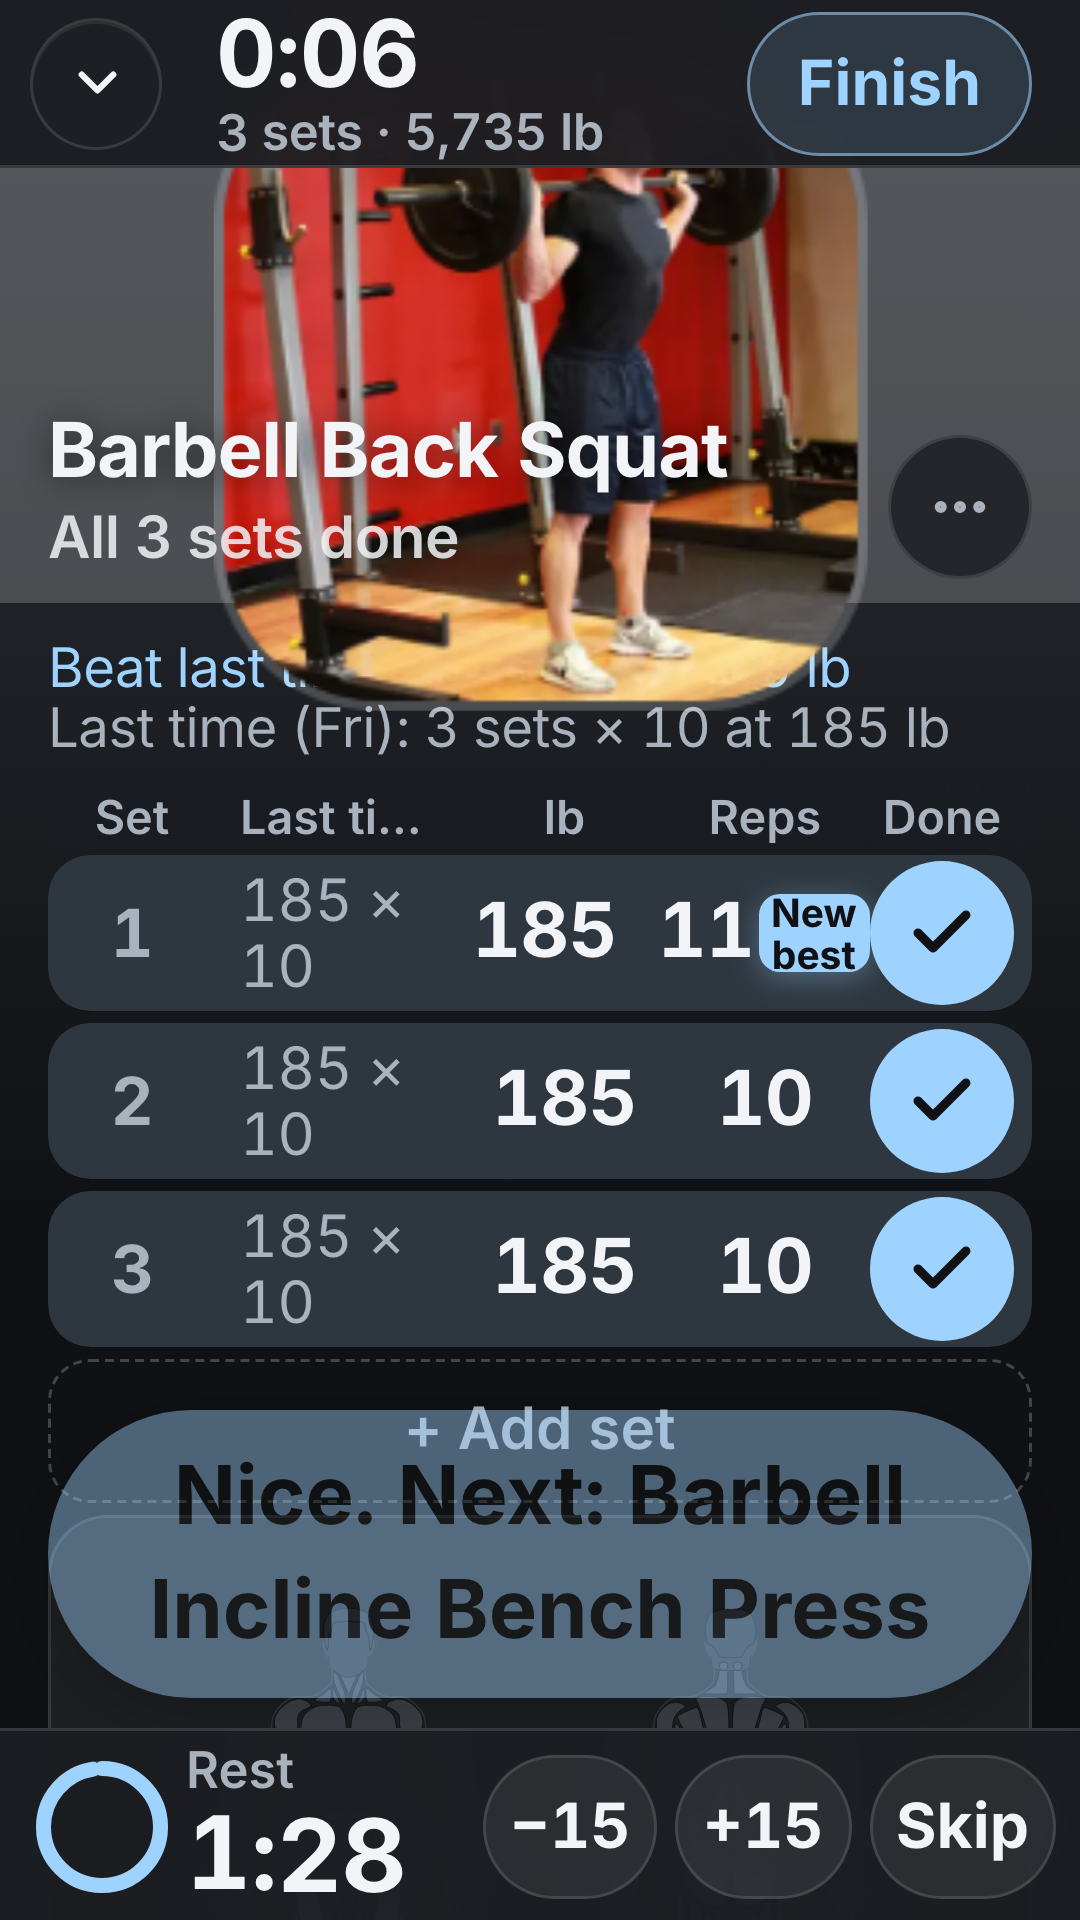 0:06
3 sets · 5,735 lb
Finish
Barbell Back Squat
All 3 sets done
Beat last lb
Last time (Fri): 3 sets × 10 at 185 lb
Set Last ti... lb Reps Done
1 185 × 10 185 11 New best
2 185 × 10 185 10
3 185 × 10 185 10
+ Add set
Nice. Next: Barbell
Incline Bench Press
Rest
1:28
−15 +15 Skip